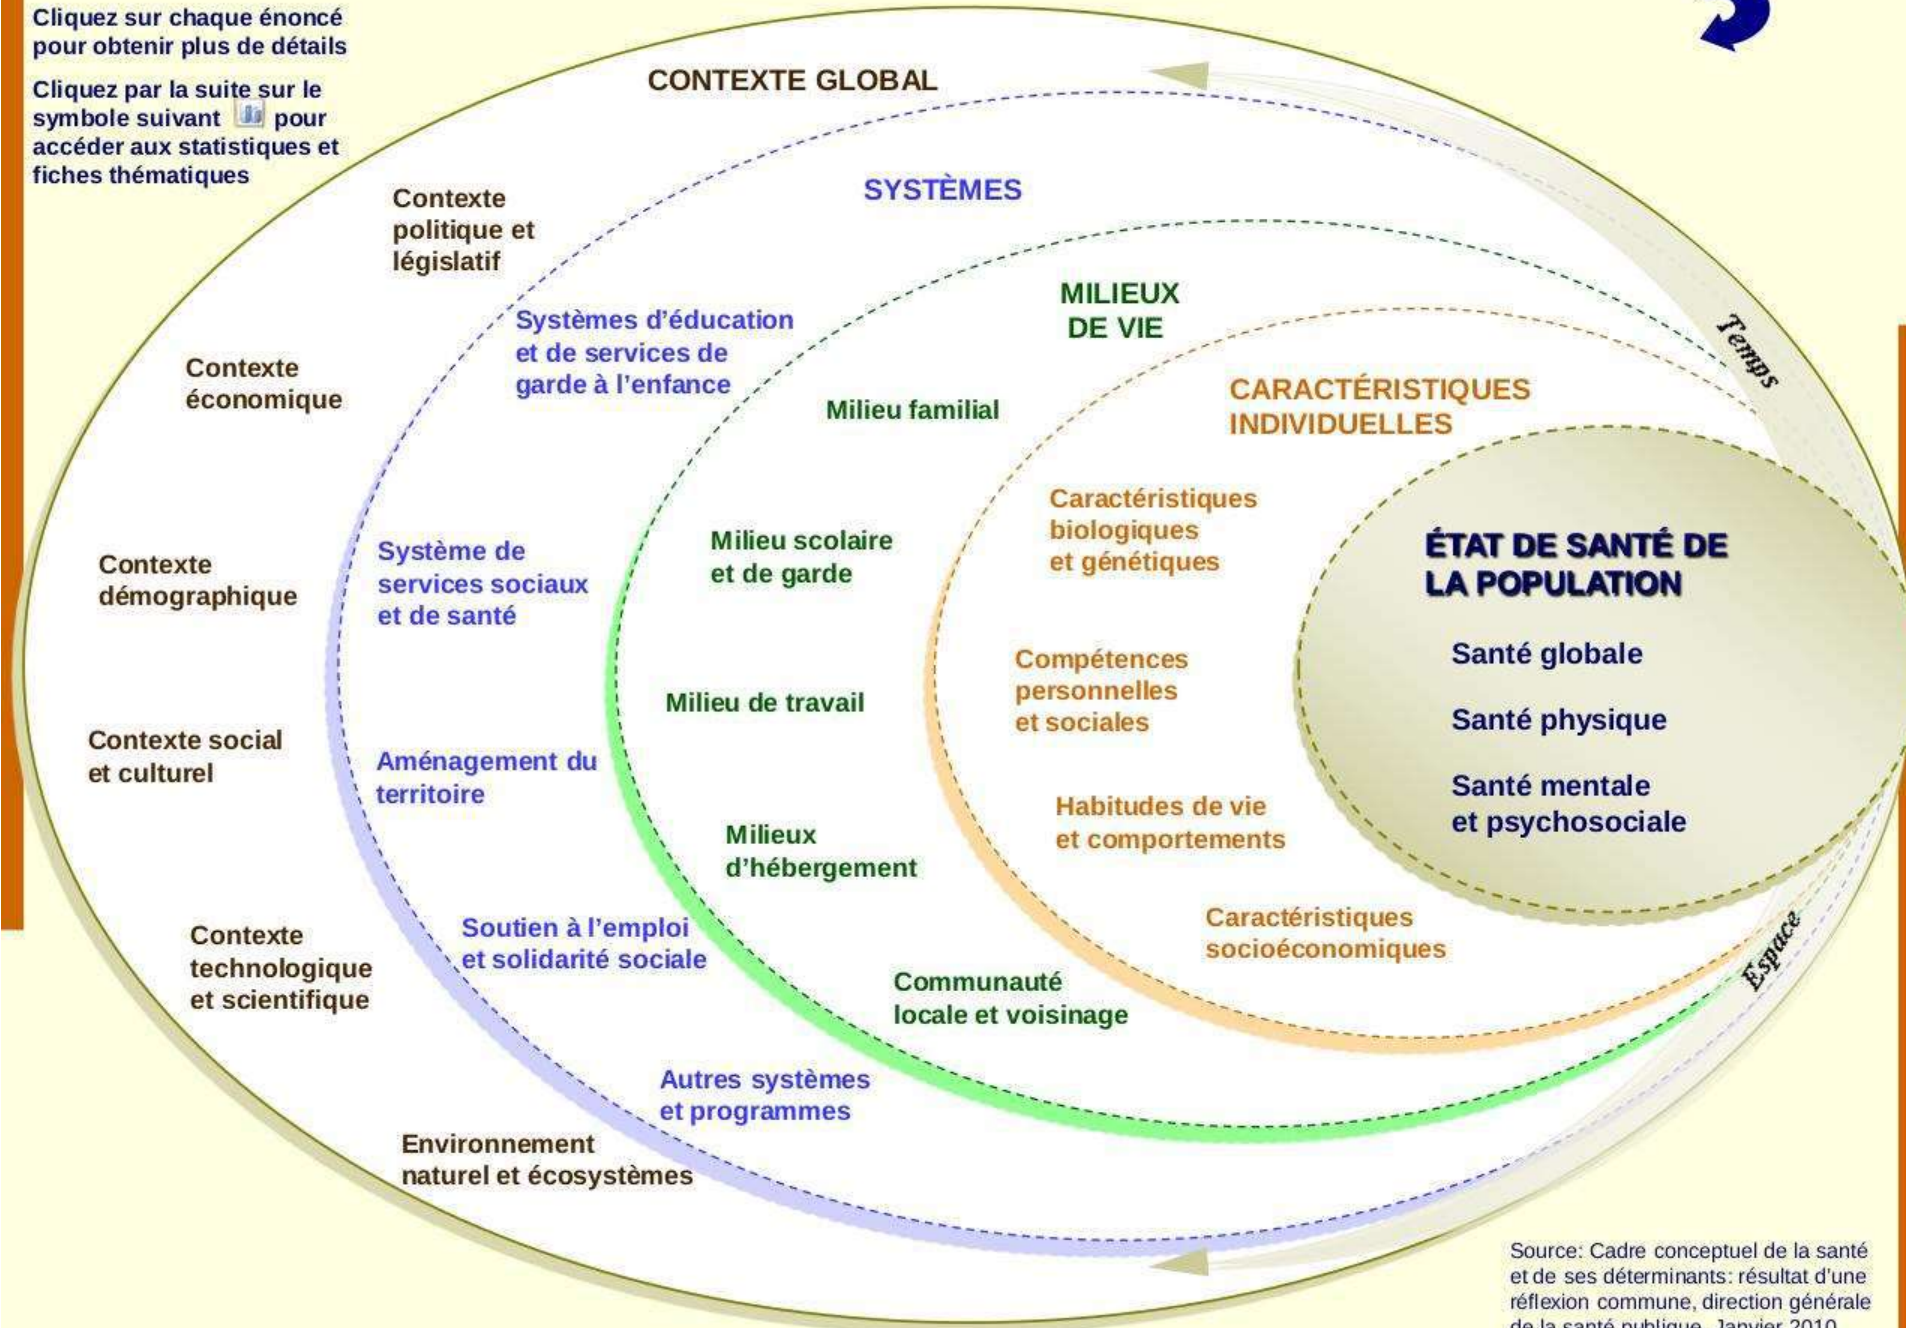 Cliquez sur chaque énoncé
pour obtenir plus de détails
Cliquez par la suite sur le
symbole suivant pour
accéder aux statistiques et
fiches thématiques
CONTEXTE GLOBAL
Contexte
politique et
législatif
Contexte
économique
Contexte
démographique
Contexte social
et culturel
Contexte
technologique
et scientifique
Environnement
naturel et écosystèmes
SYSTÈMES
Systèmes d’éducation
et de services de
garde à l’enfance
Système de
services sociaux
et de santé
Aménagement du
territoire
Soutien à l’emploi
et solidarité sociale
Autres systèmes
et programmes
MILIEUX
DE VIE
Milieu familial
Milieu scolaire
et de garde
Milieu de travail
Milieux
d’hébergement
Communauté
locale et voisinage
CARACTÉRISTIQUES
INDIVIDUELLES
Caractéristiques
biologiques
et génétiques
Compétences
personnelles
et sociales
Habitudes de vie
et comportements
Caractéristiques
socioéconomiques
ÉTAT DE SANTÉ DE
LA POPULATION
Santé globale
Santé physique
Santé mentale
et psychosociale
Temps
Espace
Source: Cadre conceptuel de la santé
et de ses déterminants: résultat d'une
réflexion commune, direction générale
de la santé publique, Janvier 2010